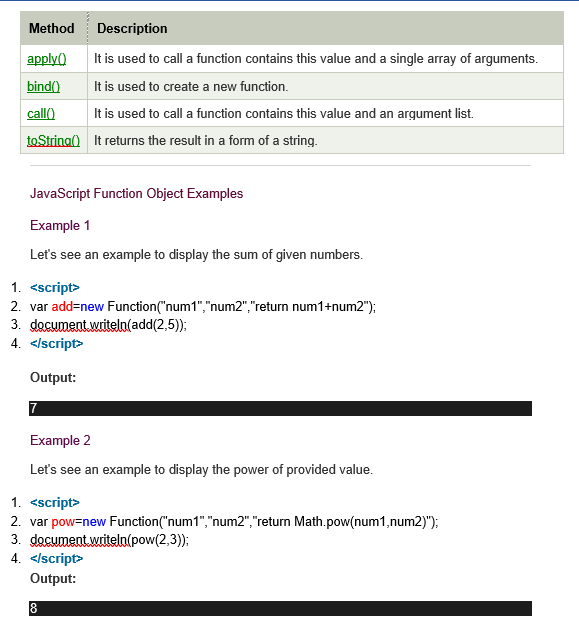 Method Description
apply() It is used to call a function contains this value and a single array of arguments.
bind() It is used to create a new function.
call() It is used to call a function contains this value and an argument list.
toString() It returns the result in a form of a string.
JavaScript Function Object Examples
Example 1
Let's see an example to display the sum of given numbers.
1. <script>
2. var add=new Function("num1","num2","return num1+num2");
3. document.writeln(add(2,5));
4. </script>
Output:
7
Example 2
Let's see an example to display the power of provided value.
1. <script>
2. var pow=new Function("num1","num2","return Math.pow(num1,num2)");
3. document.writeln(pow(2,3));
4. </script>
Output:
8